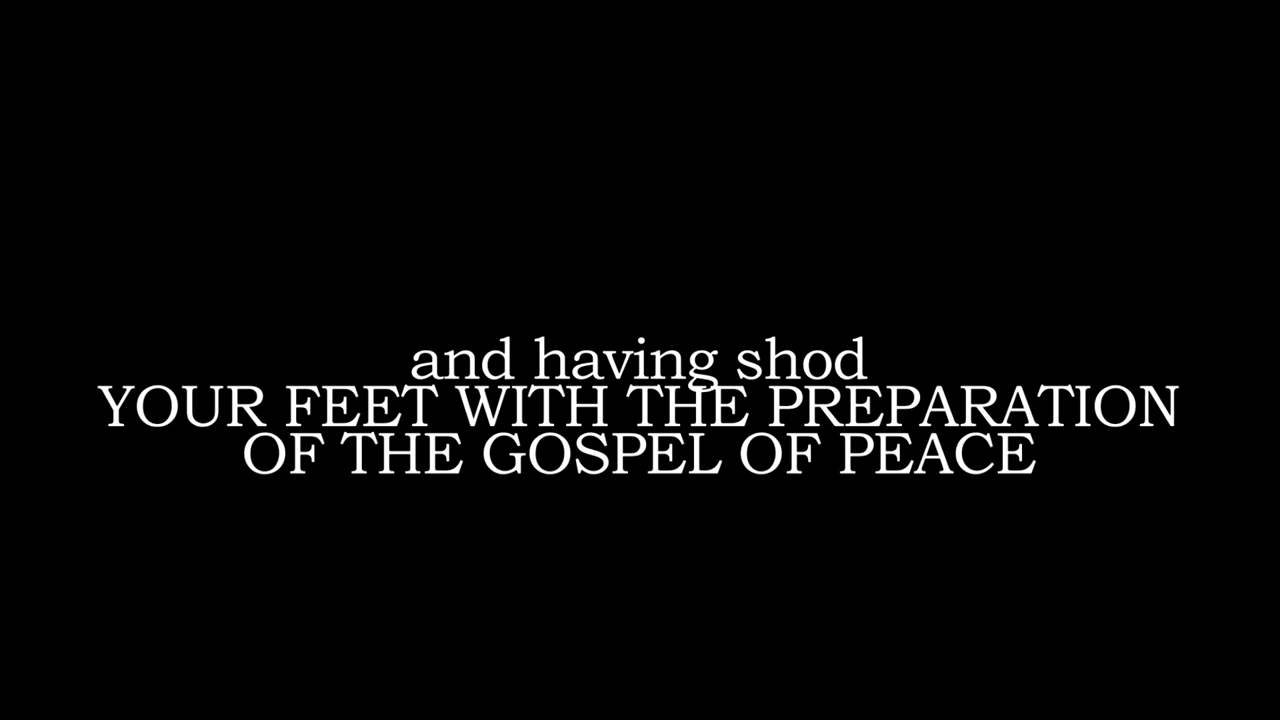 and having shod
YOUR FEET WITH THE PREPARATION
OF THE GOSPEL OF PEACE